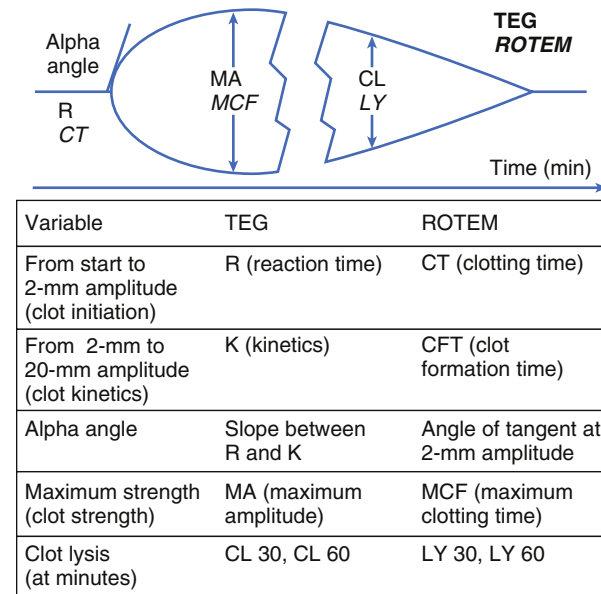 TEG
ROTEM
Alpha
angle
R
CT
MA
MCF
CL
LY
Time (min)
Variable TEG ROTEM
From start to R (reaction time) CT (clotting time)
2-mm amplitude
(clot initiation)
From 2-mm to K (kinetics) CFT (clot
20-mm amplitude formation time)
(clot kinetics)
Alpha angle Slope between Angle of tangent at
R and K 2-mm amplitude
Maximum strength MA (maximum MCF (maximum
(clot strength) amplitude) clotting time)
Clot lysis CL 30, CL 60 LY 30, LY 60
(at minutes)